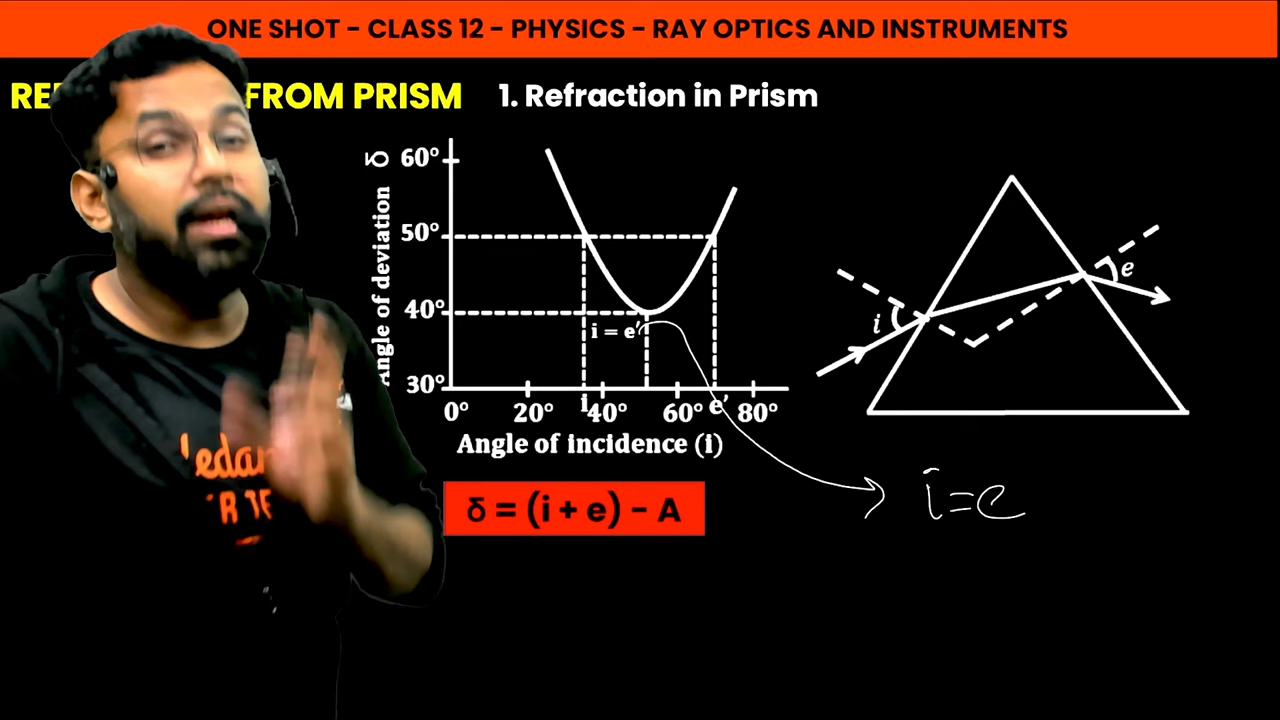 ONE SHOT - CLASS 12 - PHYSICS - RAY OPTICS AND INSTRUMENTS
FROM PRISM
1. Refraction in Prism
δ
Angle of deviation
60°
50°
40°
30°
i = e'
0° 20° i 40° 60° e' 80°
Angle of incidence (i)
i
e
δ = (i + e) - A
i=e